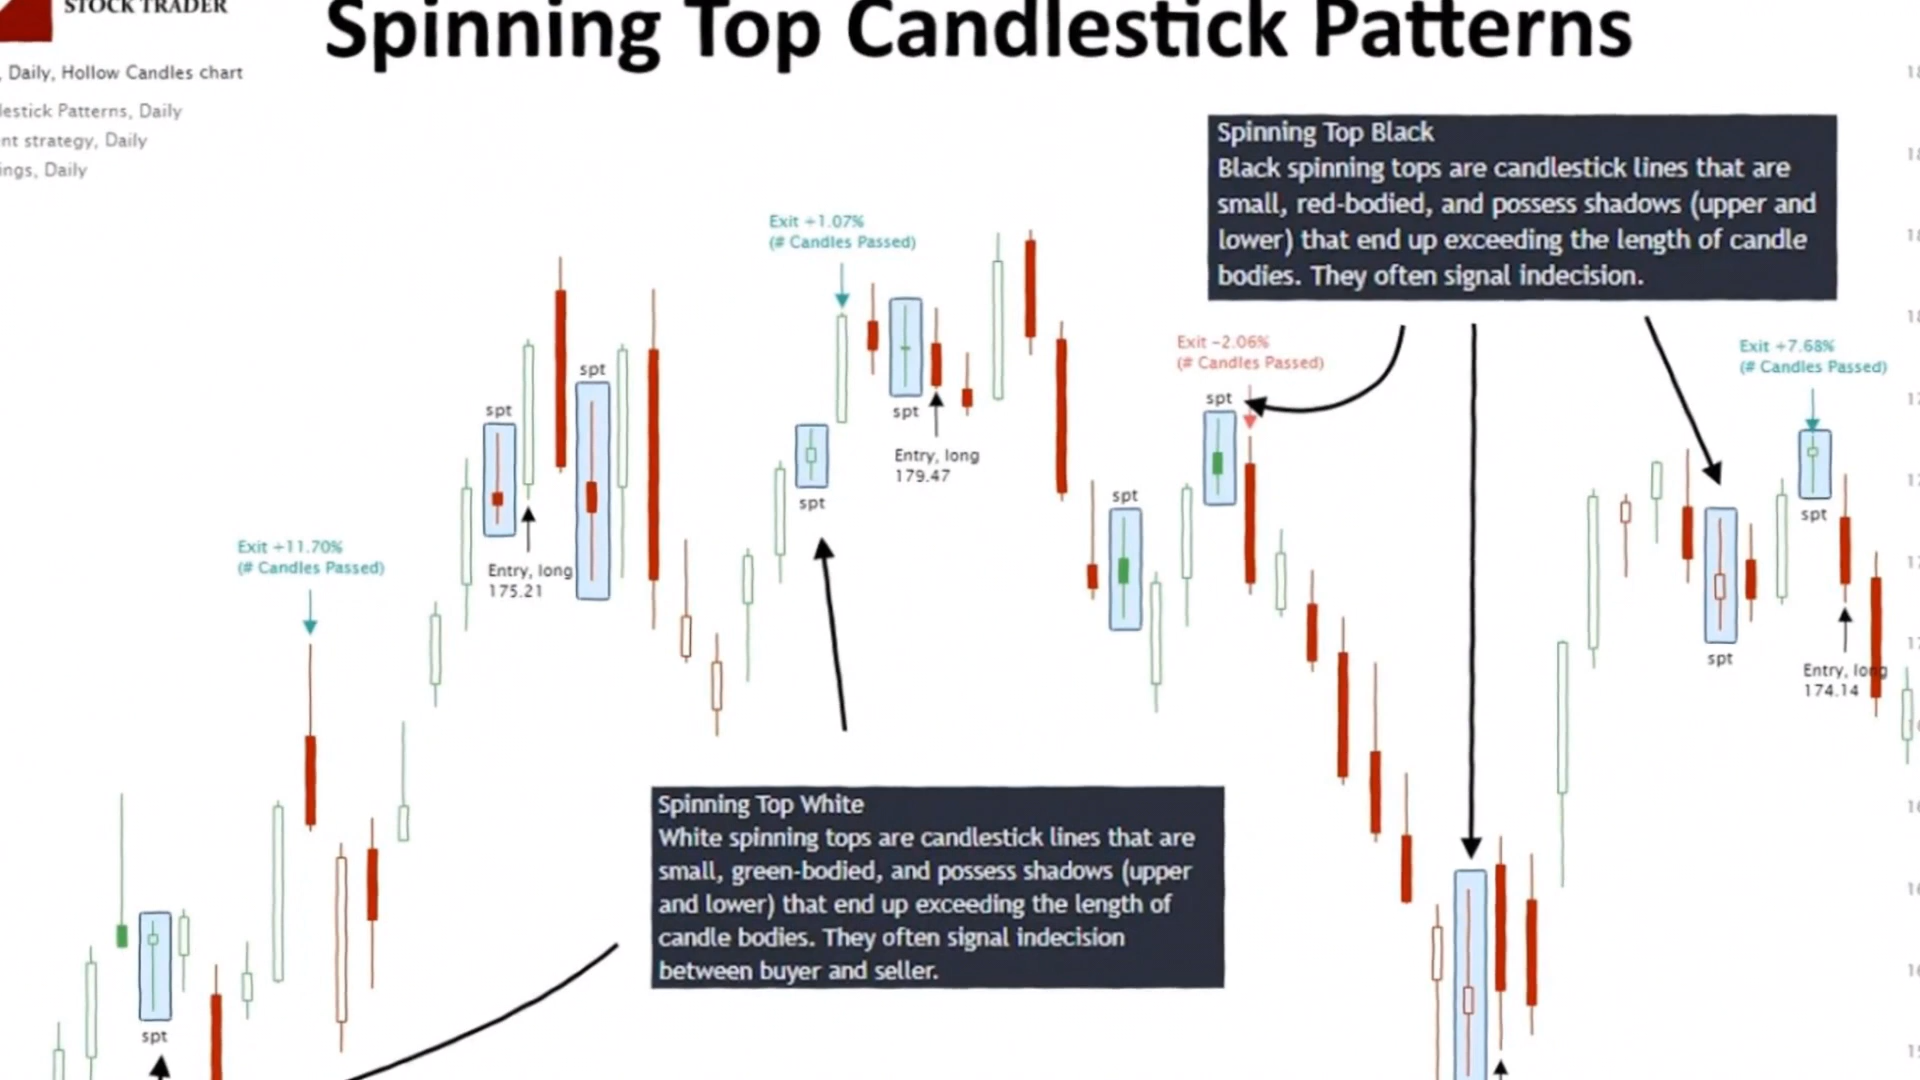 STOCK TRADER
Spinning Top Candlestick Patterns
, Daily, Hollow Candles chart
lestick Patterns, Daily
nt strategy, Daily
ings, Daily
Spinning Top Black
Black spinning tops are candlestick lines that are
small, red-bodied, and possess shadows (upper and
lower) that end up exceeding the length of candle
bodies. They often signal indecision.
Exit +1.07%
(# Candles Passed)
Exit -2.06%
(# Candles Passed)
Exit +7.68%
(# Candles Passed)
spt
spt
spt
spt
Entry, long
179.47
spt
spt
spt
spt
Exit +11.70%
(# Candles Passed)
Entry, long
175.21
spt
Entry, long
174.14
Spinning Top White
White spinning tops are candlestick lines that are
small, green-bodied, and possess shadows (upper
and lower) that end up exceeding the length of
candle bodies. They often signal indecision
between buyer and seller.
spt